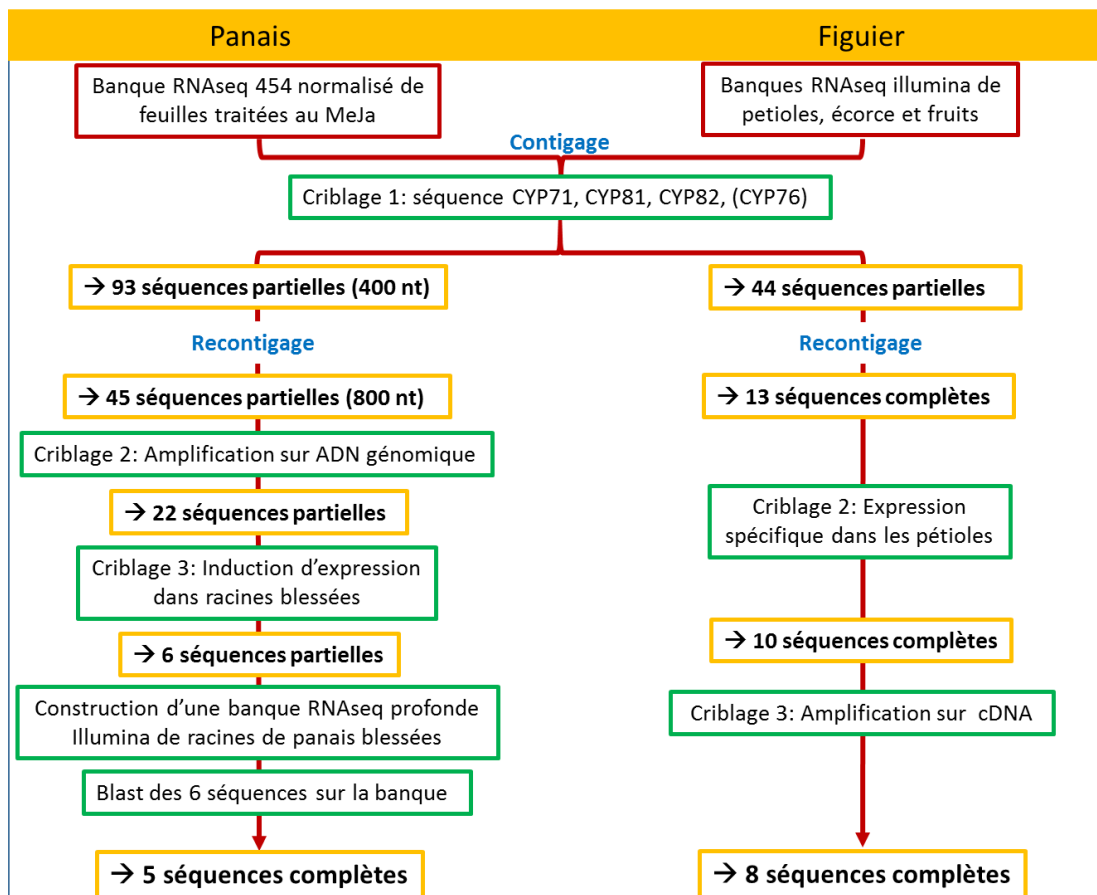 Panais
Figuier
Banque RNAseq 454 normalisé de
feuilles traitées au MeJa
Banques RNAseq illumina de
petioles, écorce et fruits
Contigage
Criblage 1: séquence CYP71, CYP81, CYP82, (CYP76)
→ 93 séquences partielles (400 nt)
→ 44 séquences partielles
Recontigage
Recontigage
→ 45 séquences partielles (800 nt)
→ 13 séquences complètes
Criblage 2: Amplification sur ADN génomique
→ 22 séquences partielles
Criblage 2: Expression
spécifique dans les pétioles
Criblage 3: Induction d’expression
dans racines blessées
→ 6 séquences partielles
→ 10 séquences complètes
Construction d’une banque RNAseq profonde
Illumina de racines de panais blessées
Criblage 3: Amplification sur cDNA
Blast des 6 séquences sur la banque
→ 5 séquences complètes
→ 8 séquences complètes